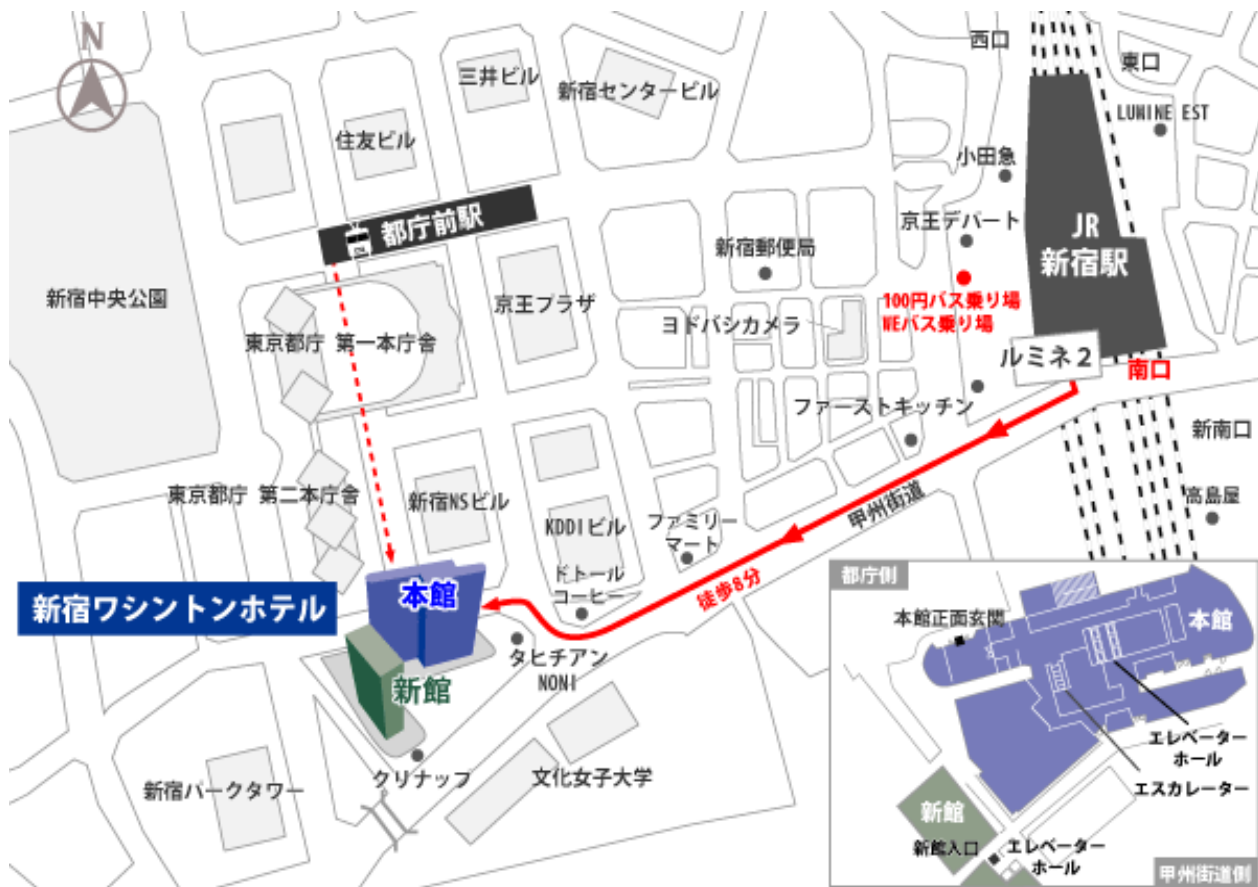 N
三井ビル
新宿センタービル
西口
東口
住友ビル
LUMINE EST
小田急
都庁前駅
京王デパート
JR
新宿駅
新宿郵便局
新宿中央公園
京王プラザ
100円バス乗り場
WEバス乗り場
ヨドバシカメラ
東京都庁 第一本庁舎
ルミネ2
南口
ファーストキッチン
新南口
東京都庁 第二本庁舎
新宿NSビル
甲州街道
高島屋
KDDIビル
ファミリー
マート
ドトール
コーヒー
徒歩8分
新宿ワシントンホテル
本館
タヒチアン
NONI
新館
クリナップ
文化女子大学
新宿パークタワー
都庁側
本館正面玄関
本館
エレベーター
ホール
エスカレーター
新館
新館入口
エレベーター
ホール
甲州街道側